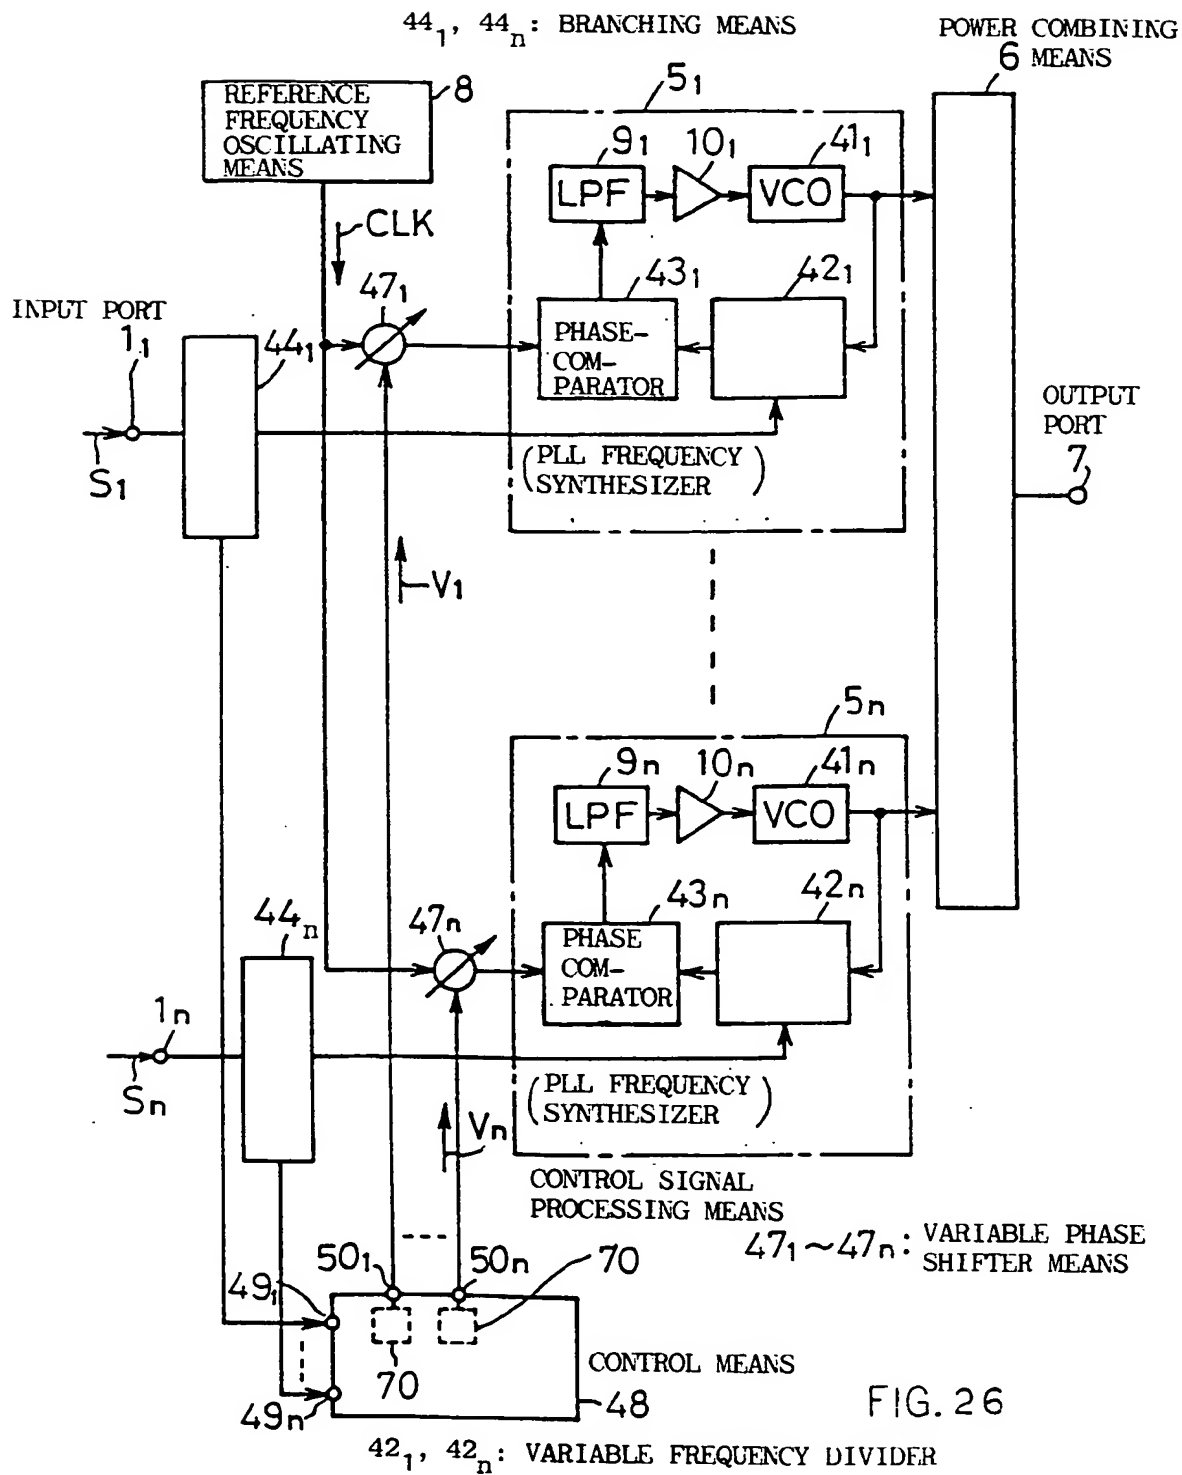 44₁, 44ₙ: BRANCHING MEANS
POWER COMBINING
6 MEANS
REFERENCE
FREQUENCY
OSCILLATING
MEANS
8
5₁
9₁
10₁
41₁
LPF
VCO
CLK
47₁
43₁
42₁
INPUT PORT
1₁
44₁
PHASE-
COM-
PARATOR
OUTPUT
PORT
7
S₁
(PLL FREQUENCY
SYNTHESIZER)
V₁
5ₙ
9ₙ
10ₙ
41ₙ
LPF
VCO
44ₙ
47ₙ
43ₙ
42ₙ
PHASE
COM-
PARATOR
1ₙ
Sₙ
(PLL FREQUENCY
SYNTHESIZER)
Vₙ
CONTROL SIGNAL
PROCESSING MEANS
47₁~47ₙ: VARIABLE PHASE
SHIFTER MEANS
50₁
50ₙ
70
49₁
70
CONTROL MEANS
49ₙ
48
FIG. 26
42₁, 42ₙ: VARIABLE FREQUENCY DIVIDER